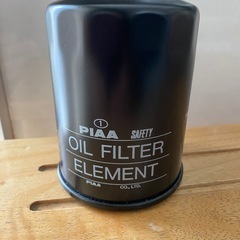 ①
PIAA SAFETY
OIL FILTER
ELEMENT
PIAA CO., LTD.